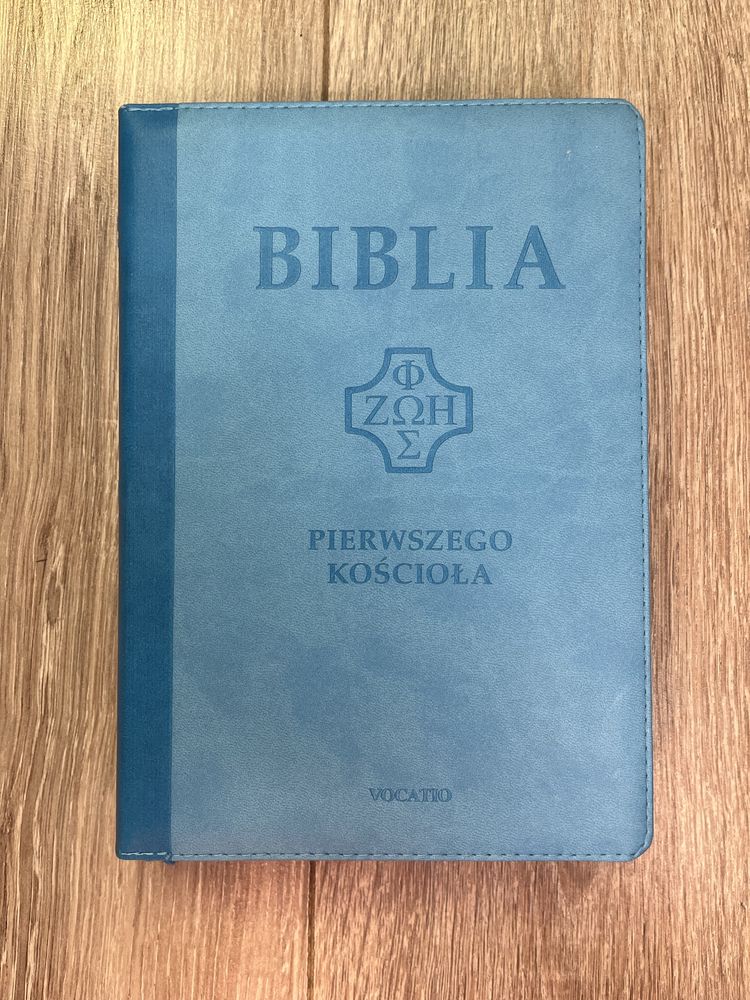 BIBLIA
Φ
ΖΩΗ
Σ
PIERWSZEGO
KOŚCIOŁA
VOCATIO